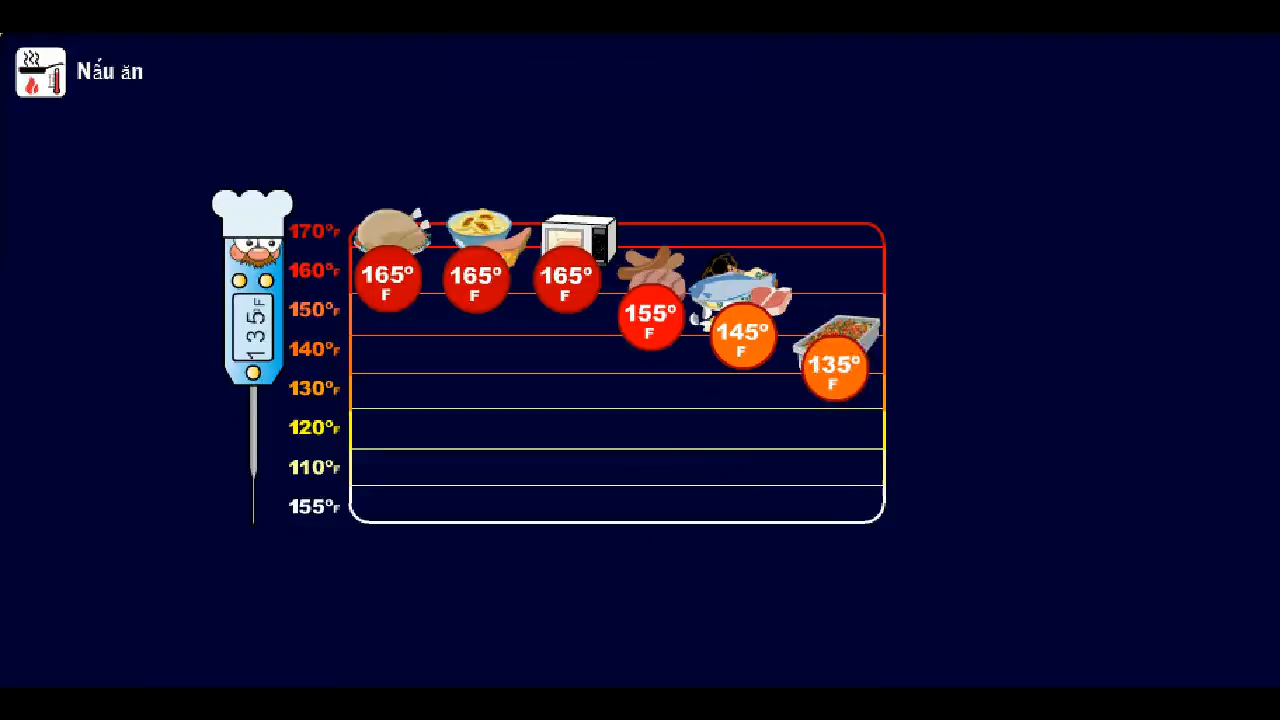 Nấu ăn
170°F
160°F
150°F
140°F
130°F
120°F
110°F
155°F
135°F
165° F
165° F
165° F
155° F
145° F
135° F